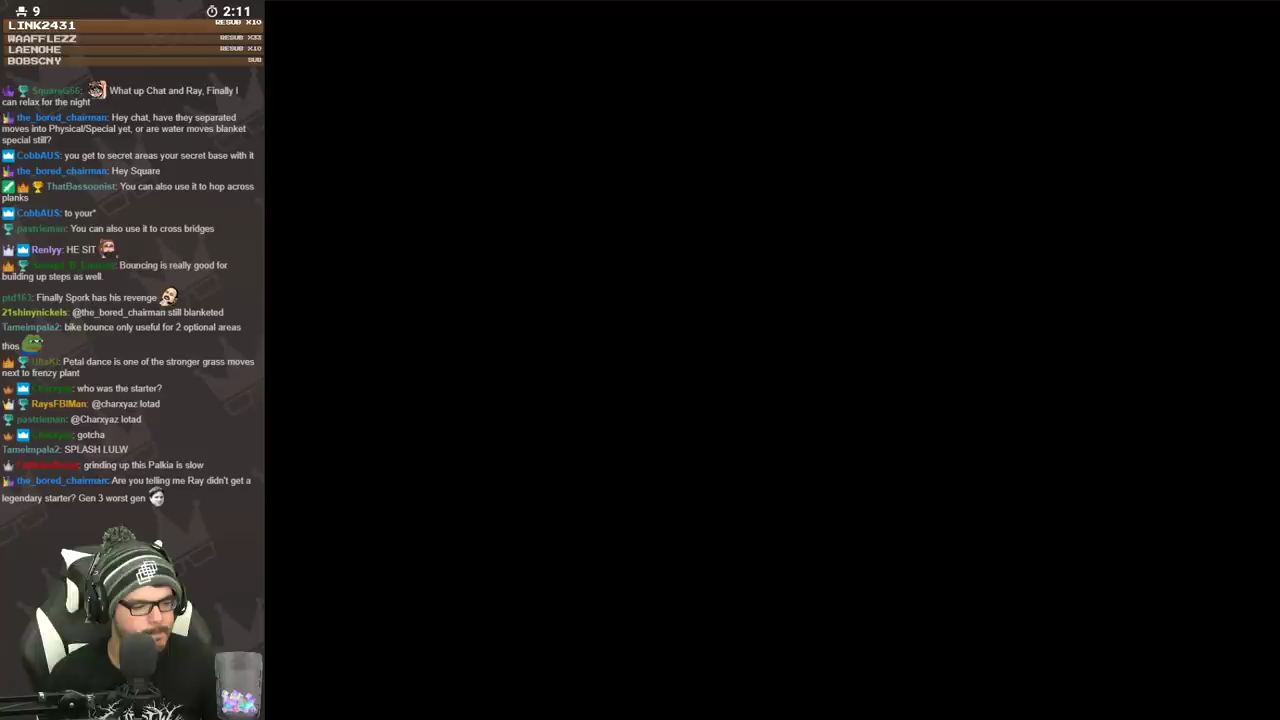 9 2:11
LINK2431 RESUB X10
WAAFFLEZZ RESUB X33
LAENOHE RESUB X10
BOBSCNY SUB
SquareG66: What up Chat and Ray, Finally I
can relax for the night
the_bored_chairman: Hey chat, have they separated
moves into Physical/Special yet, or are water moves blanket
special still?
CobbAUS: you get to secret areas your secret base with it
the_bored_chairman: Hey Square
ThatBassoonist: You can also use it to hop across
planks
CobbAUS: to your*
pastrieman: You can also use it to cross bridges
Renlyy: HE SIT
Bouncing is really good for
building up steps as well.
ptd163: Finally Spork has his revenge
21shinynickels: @the_bored_chairman still blanketed
TameImpala2: bike bounce only useful for 2 optional areas
thos
Petal dance is one of the stronger grass moves
next to frenzy plant
Charxyaz: who was the starter?
RaysFBIMan: @charxyaz lotad
pastrieman: @Charxyaz lotad
Charxyaz: gotcha
TameImpala2: SPLASH LULW
grinding up this Palkia is slow
the_bored_chairman: Are you telling me Ray didn't get a
legendary starter? Gen 3 worst gen